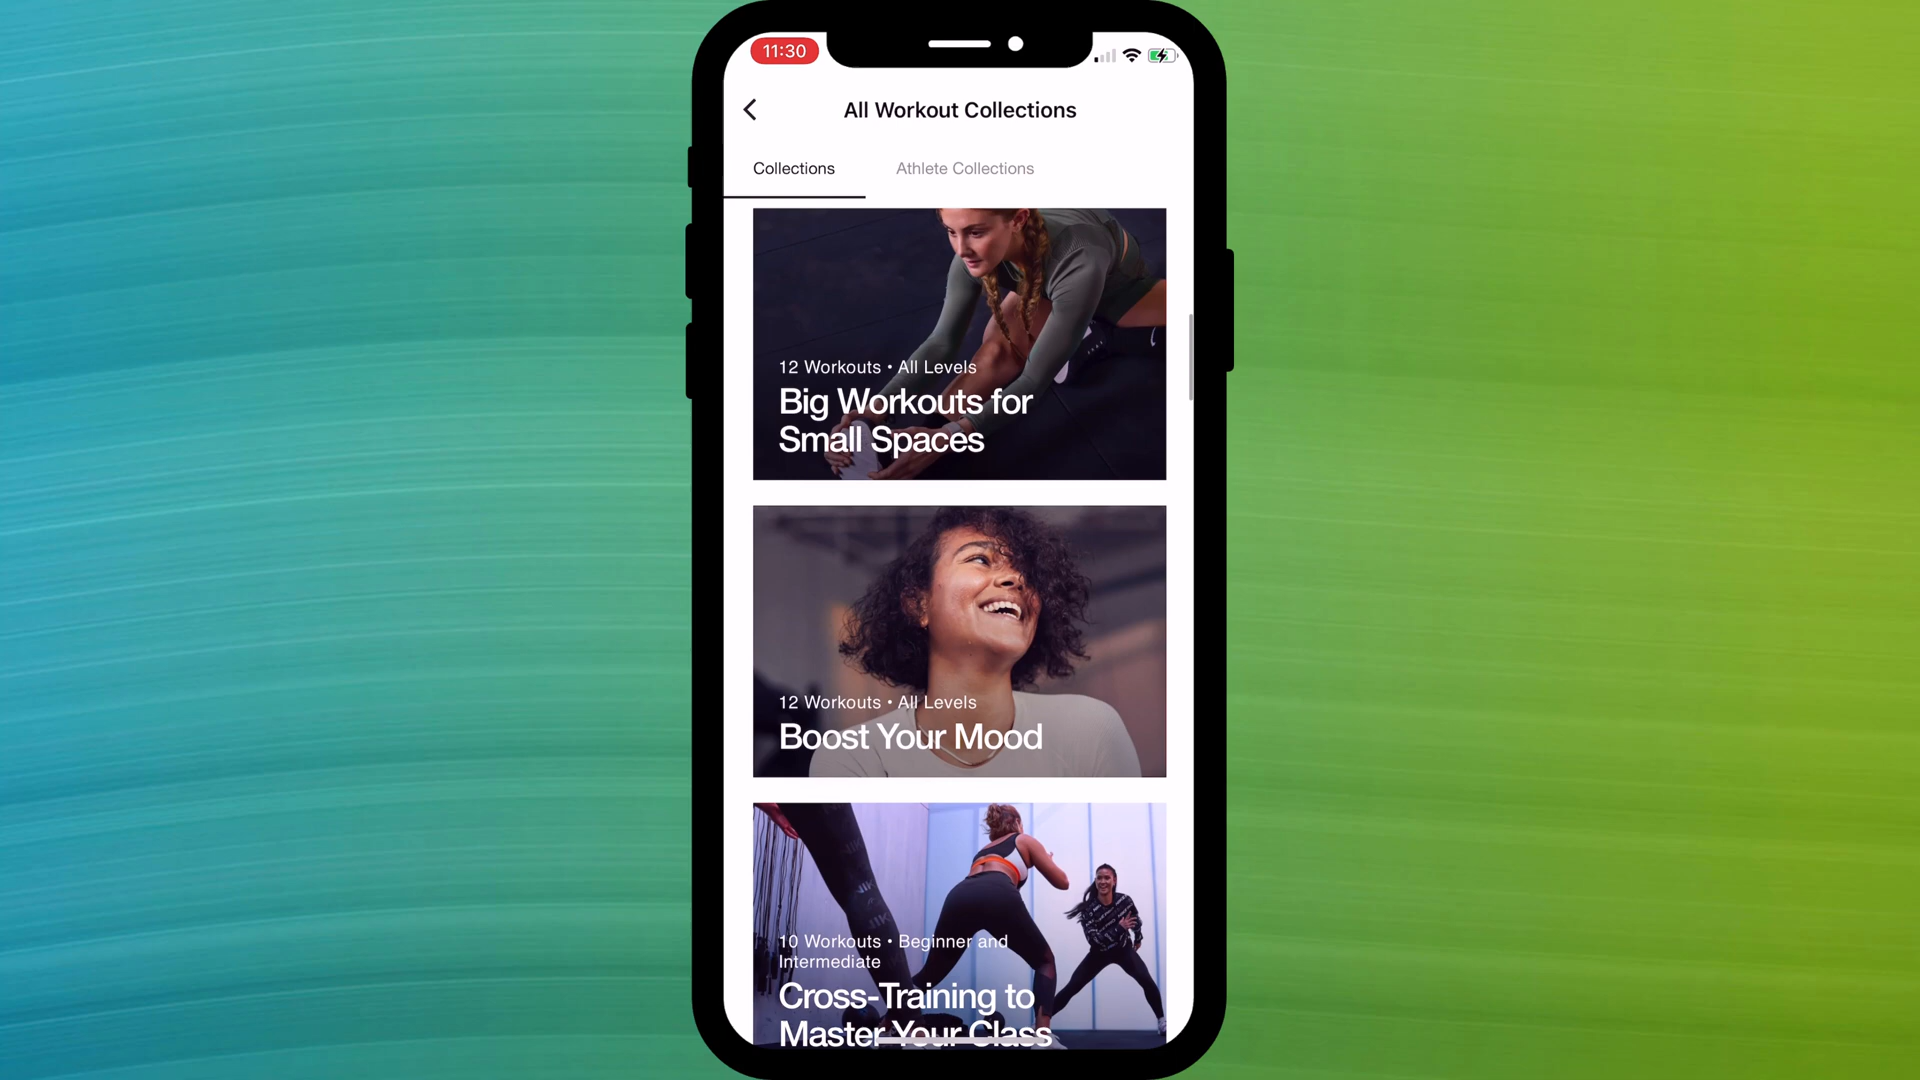 11:30
All Workout Collections
Collections
Athlete Collections
12 Workouts • All Levels
Big Workouts for
Small Spaces
12 Workouts • All Levels
Boost Your Mood
10 Workouts • Beginner and
Intermediate
Cross-Training to
Master Your Class